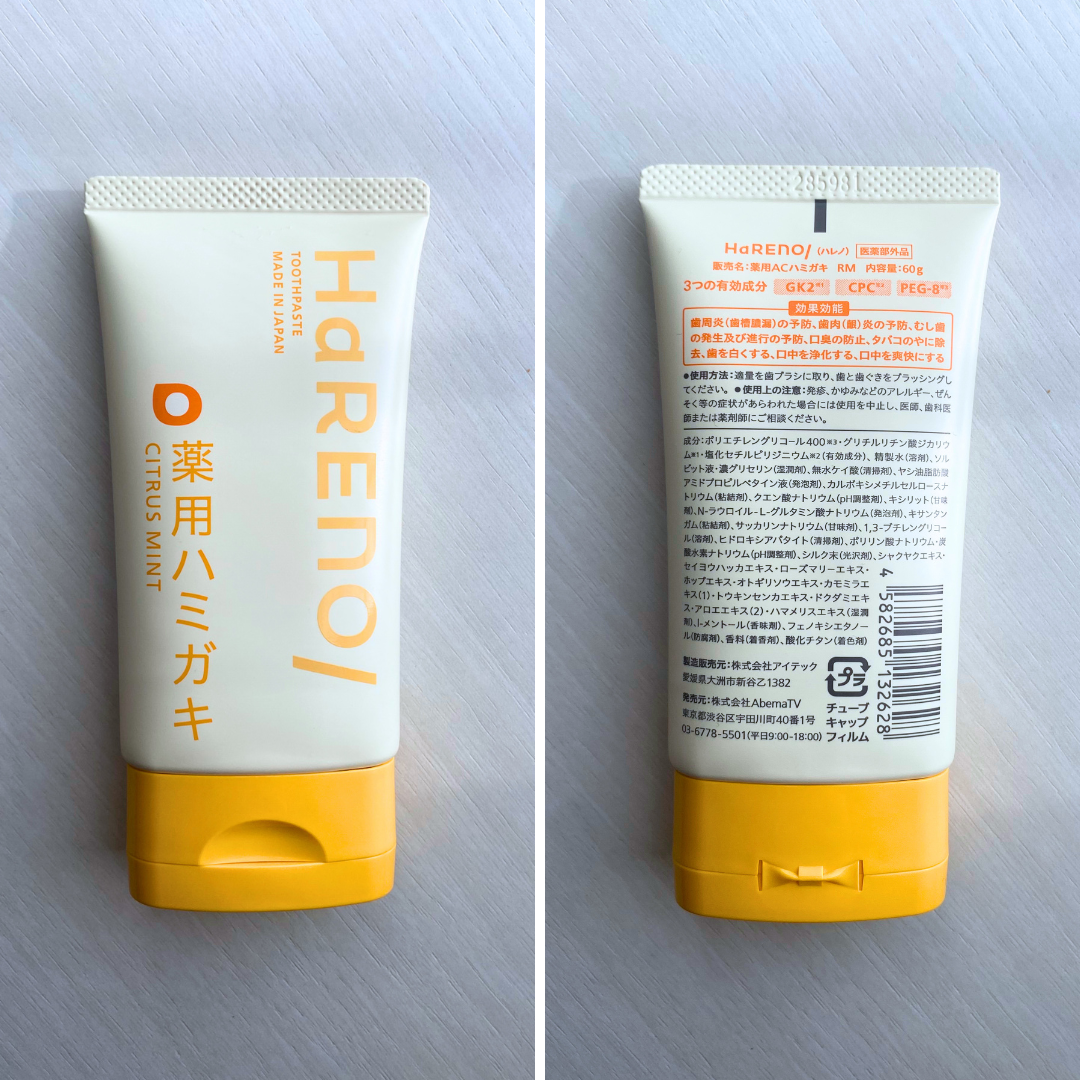 HaRENO/
TOOTHPASTE
MADE IN JAPAN
薬用ハミガキ
CITRUS MINT
285981
HaRENO/ (ハレノ) 医薬部外品
販売名:薬用ACハミガキ RM 内容量:60g
3つの有効成分 GK2※1 CPC※2 PEG-8※3
効果効能
歯周炎(歯槽膿漏)の予防、歯肉(齦)炎の予防、むし歯
の発生及び進行の予防、口臭の防止、タバコのやに除
去、歯を白くする、口中を浄化する、口中を爽快にする
●使用方法:適量を歯ブラシに取り、歯と歯ぐきをブラッシングし
てください。●使用上の注意:発疹、かゆみなどのアレルギー、ぜん
そく等の症状があらわれた場合には使用を中止し、医師、歯科医
師または薬剤師にご相談ください。
成分:ポリエチレングリコール400※3・グリチルリチン酸ジカリウ
ム※1・塩化セチルピリジニウム※2(有効成分)、精製水(溶剤)、ソル
ビット液・濃グリセリン(湿潤剤)、無水ケイ酸(清掃剤)、ヤシ油脂肪酸
アミドプロピルベタイン液(発泡剤)、カルボキシメチルセルロースナ
トリウム(粘結剤)、クエン酸ナトリウム(pH調整剤)、キシリット(甘味
剤)、N-ラウロイル-L-グルタミン酸ナトリウム(発泡剤)、キサンタン
ガム(粘結剤)、サッカリンナトリウム(甘味剤)、1,3-ブチレングリコー
ル(溶剤)、ヒドロキシアパタイト(清掃剤)、ポリリン酸ナトリウム・炭
酸水素ナトリウム(pH調整剤)、シルク末(光沢剤)、シャクヤクエキス・
セイヨウハッカエキス・ローズマリーエキス・
ホップエキス・オトギリソウエキス・カモミラエ
キス(1)・トウキンセンカエキス・ドクダミエキ
ス・アロエエキス(2)・ハマメリスエキス(湿潤
剤)、l-メントール(香味剤)、フェノキシエタノー
ル(防腐剤)、香料(着香剤)、酸化チタン(着色剤)
製造販売元:株式会社アイテック
愛媛県大洲市新谷乙1382
発売元:株式会社AbemaTV
東京都渋谷区宇田川町40番1号
03-6778-5501(平日9:00-18:00)
プラ
チューブ
キャップ
フィルム
4 582685 132628